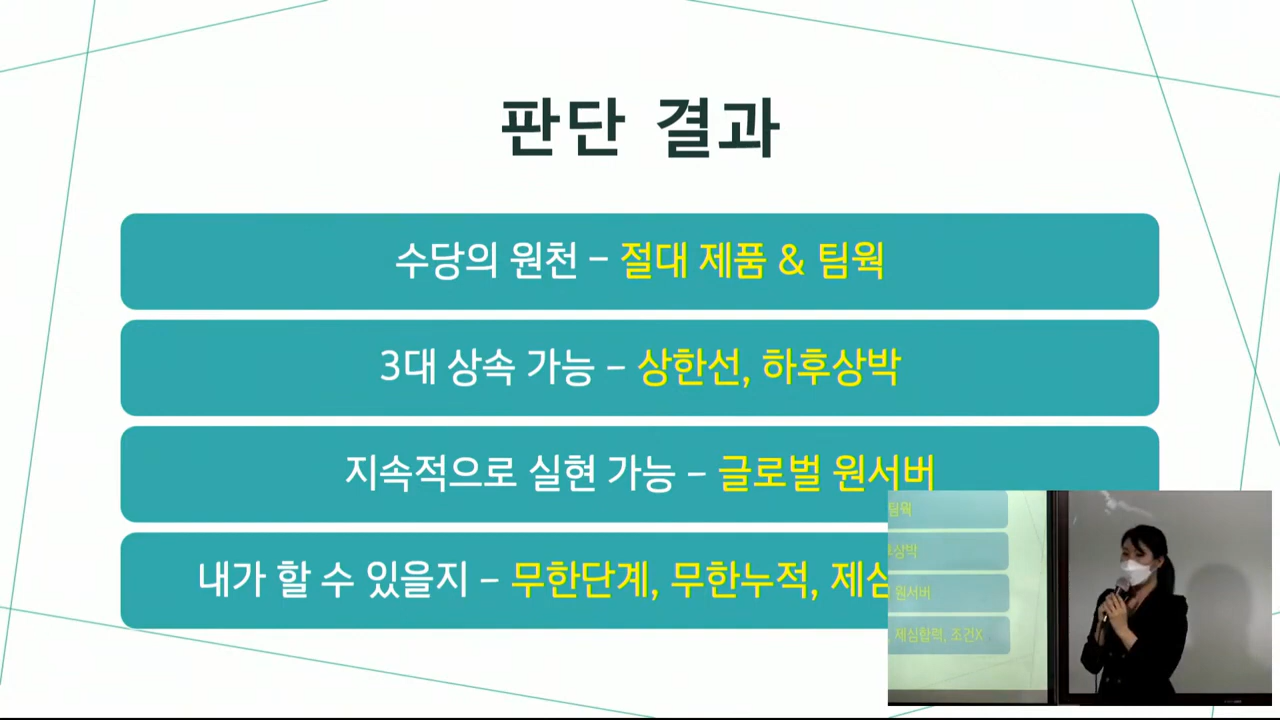 판단 결과
수당의 원천 – 절대 제품 & 팀웍
3대 상속 가능 – 상한선, 하후상박
지속적으로 실현 가능 – 글로벌 원서버
내가 할 수 있을지 – 무한단계, 무한누적, 제심
팀웍
후상박
원서버
제심합력, 조건X